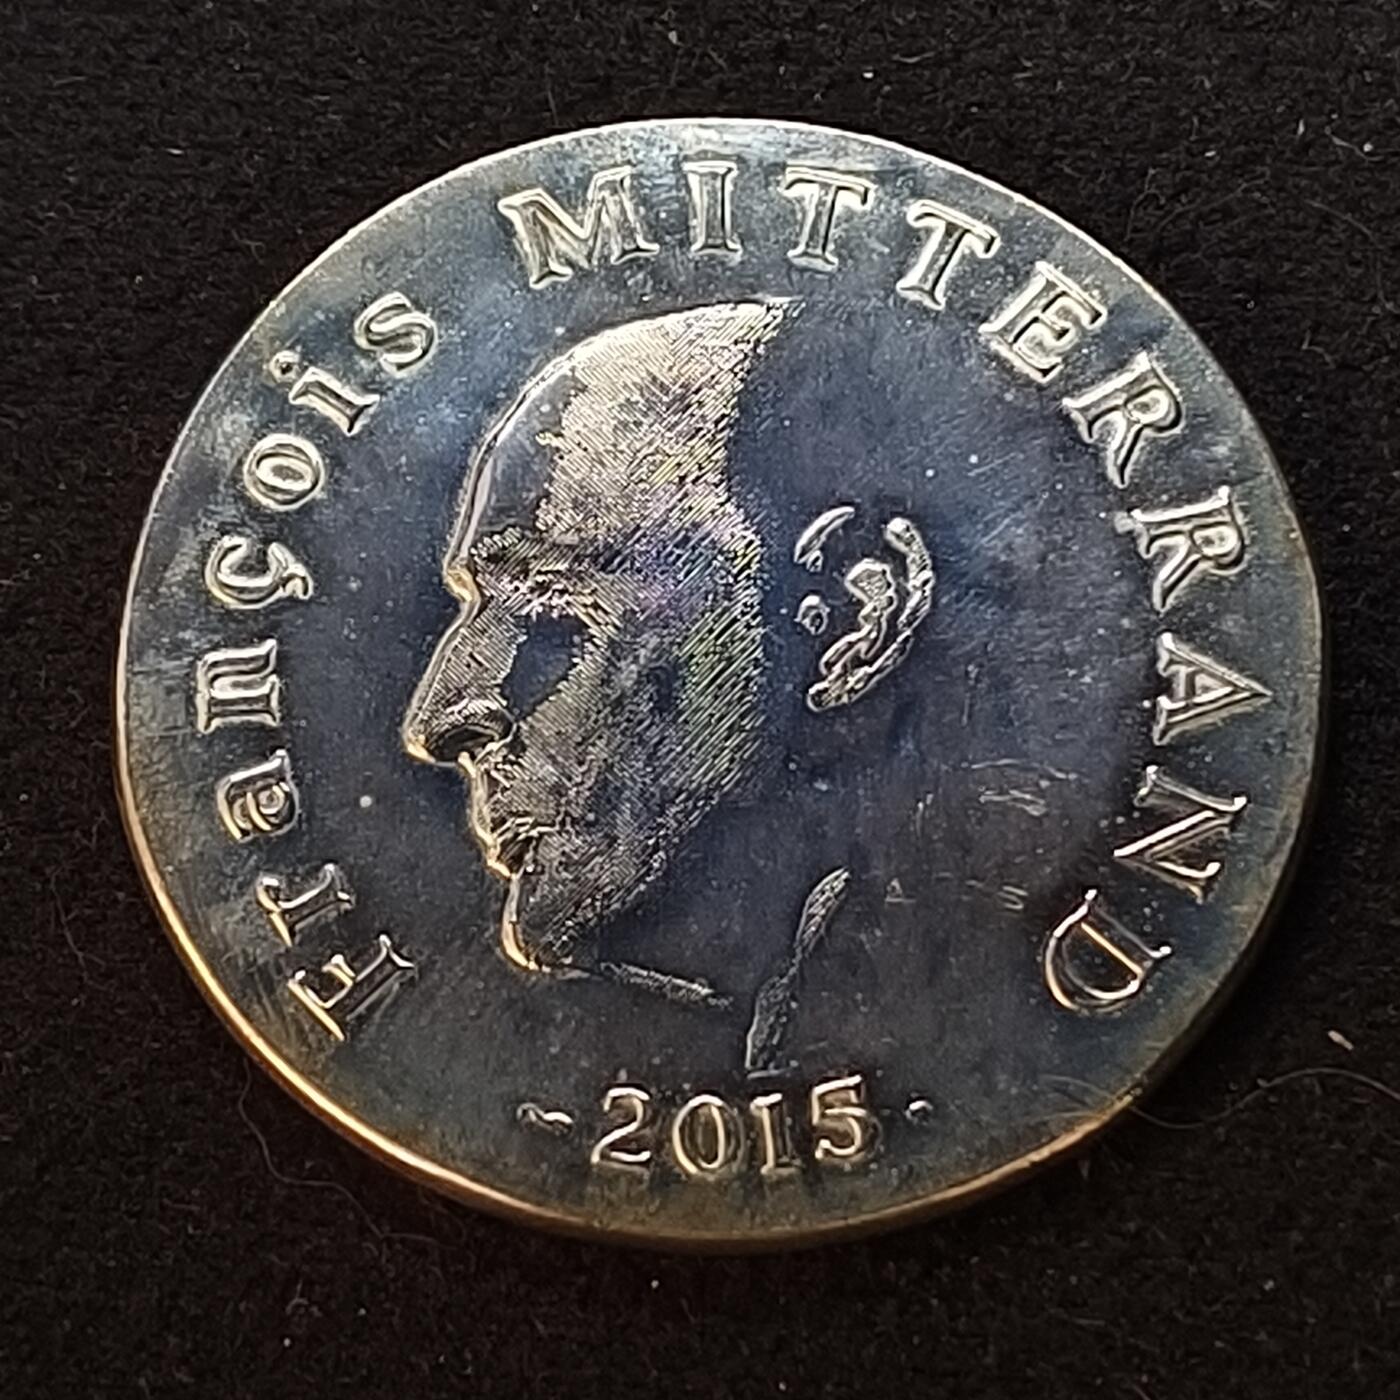 François MITTERRAND
~2015·